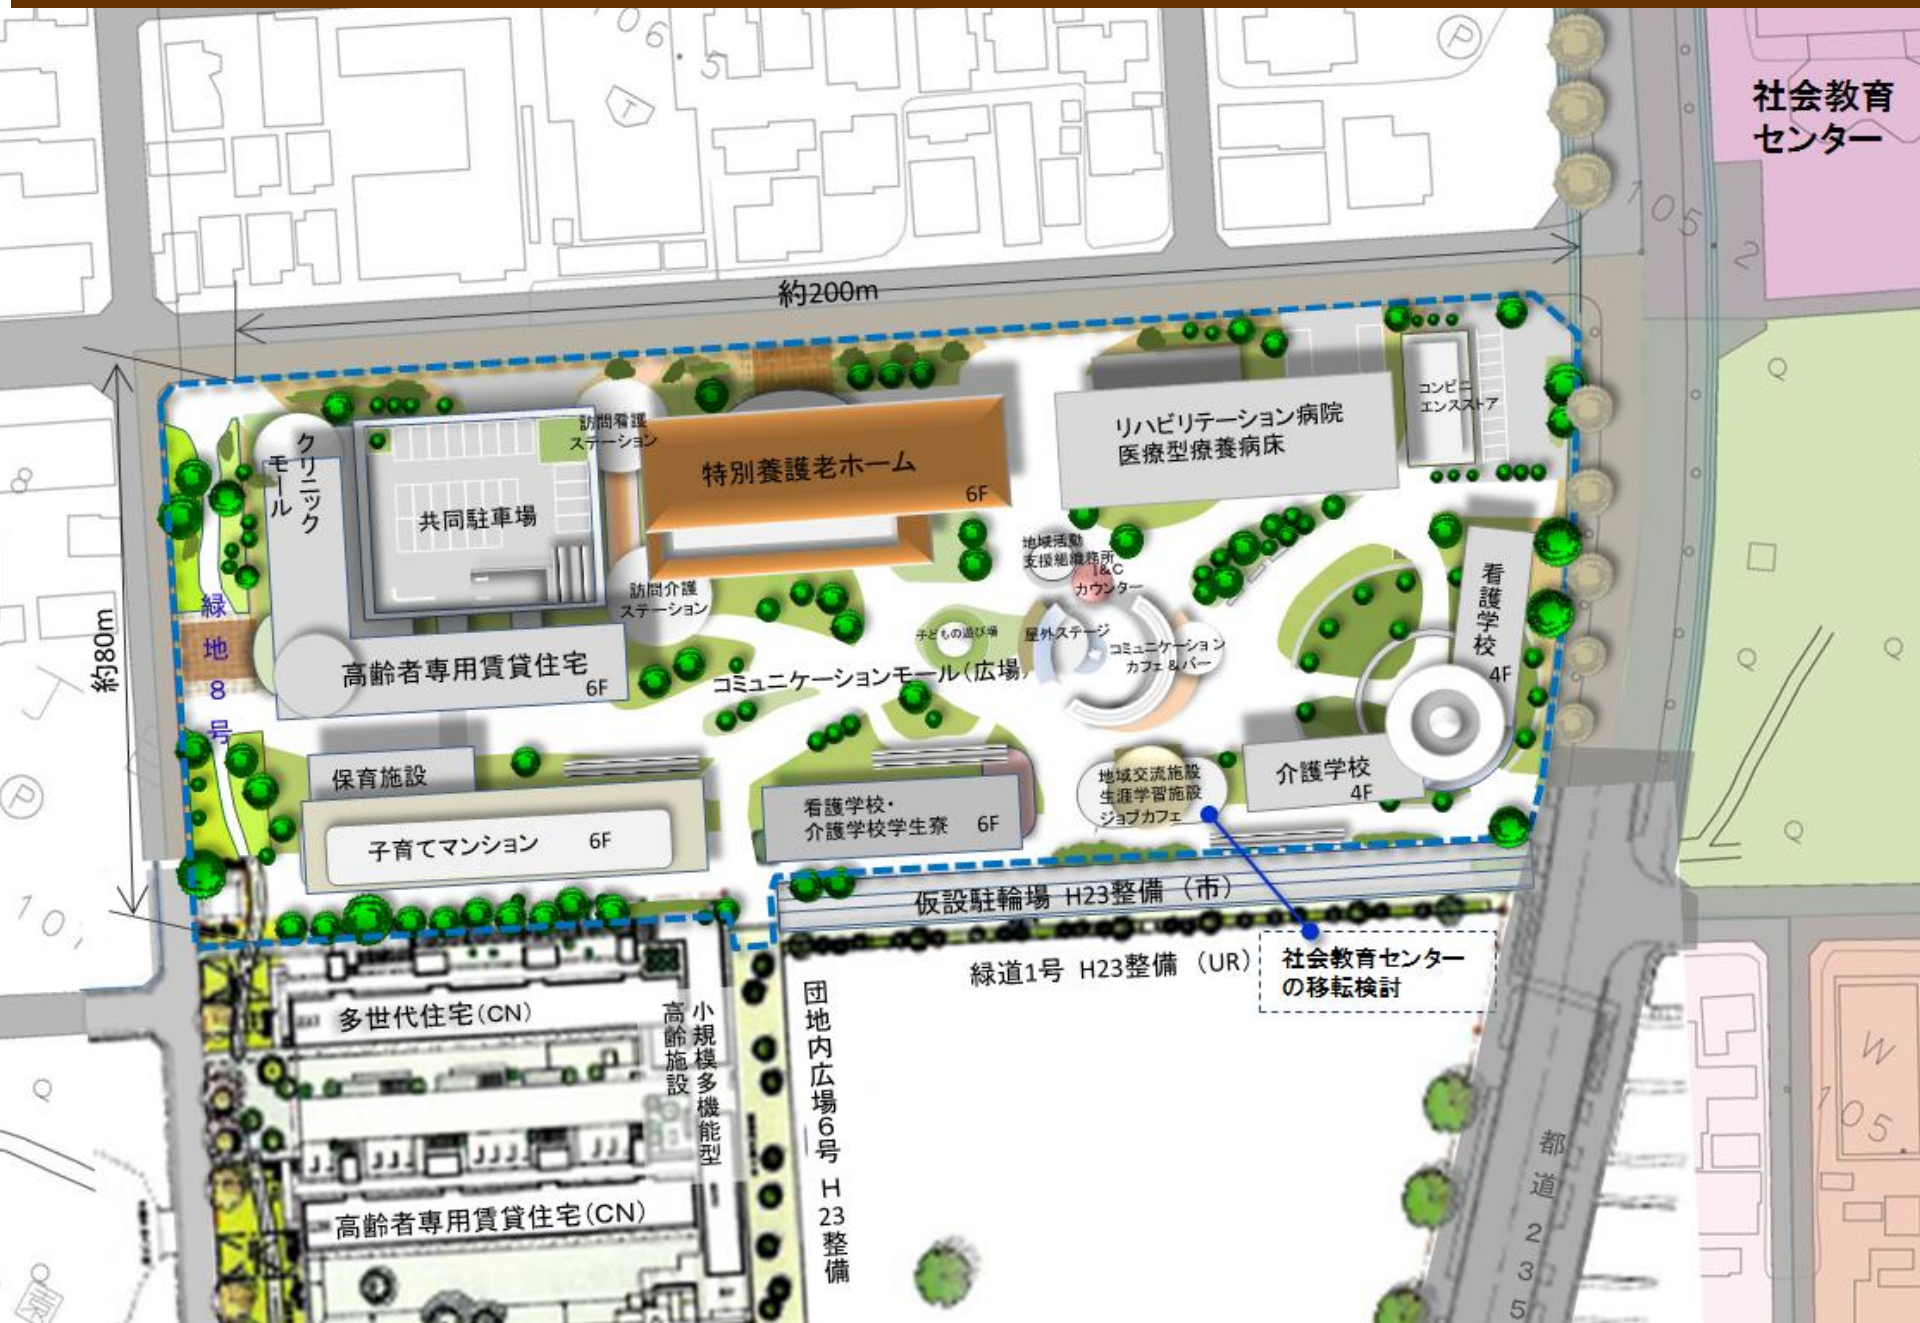 106.5
P
T
社会教育
センター
105
2
約200m
約80m
クリニック
モール
共同駐車場
訪問看護
ステーション
特別養護老ホーム
6F
リハビリテーション病院
医療型療養病床
コンビニ
エンスストア
訪問介護
ステーション
地域活動
I&C
カウンター
子どもの遊び場
屋外ステージ
コミュニケーション
カフェ&バー
コミュニケーションモール(広場)
看護学校
4F
緑地8号
高齢者専用賃貸住宅
6F
保育施設
子育てマンション 6F
看護学校・
介護学校学生寮 6F
地域交流施設
生涯学習施設
ジョブカフェ
介護学校
4F
P
仮設駐輪場 H23整備(市)
緑道1号 H23整備(UR)
社会教育センター
の移転検討
多世代住宅(CN)
小規模多機能型
高齢施設
団地内広場6号 H23整備
高齢者専用賃貸住宅(CN)
都道235
W
105